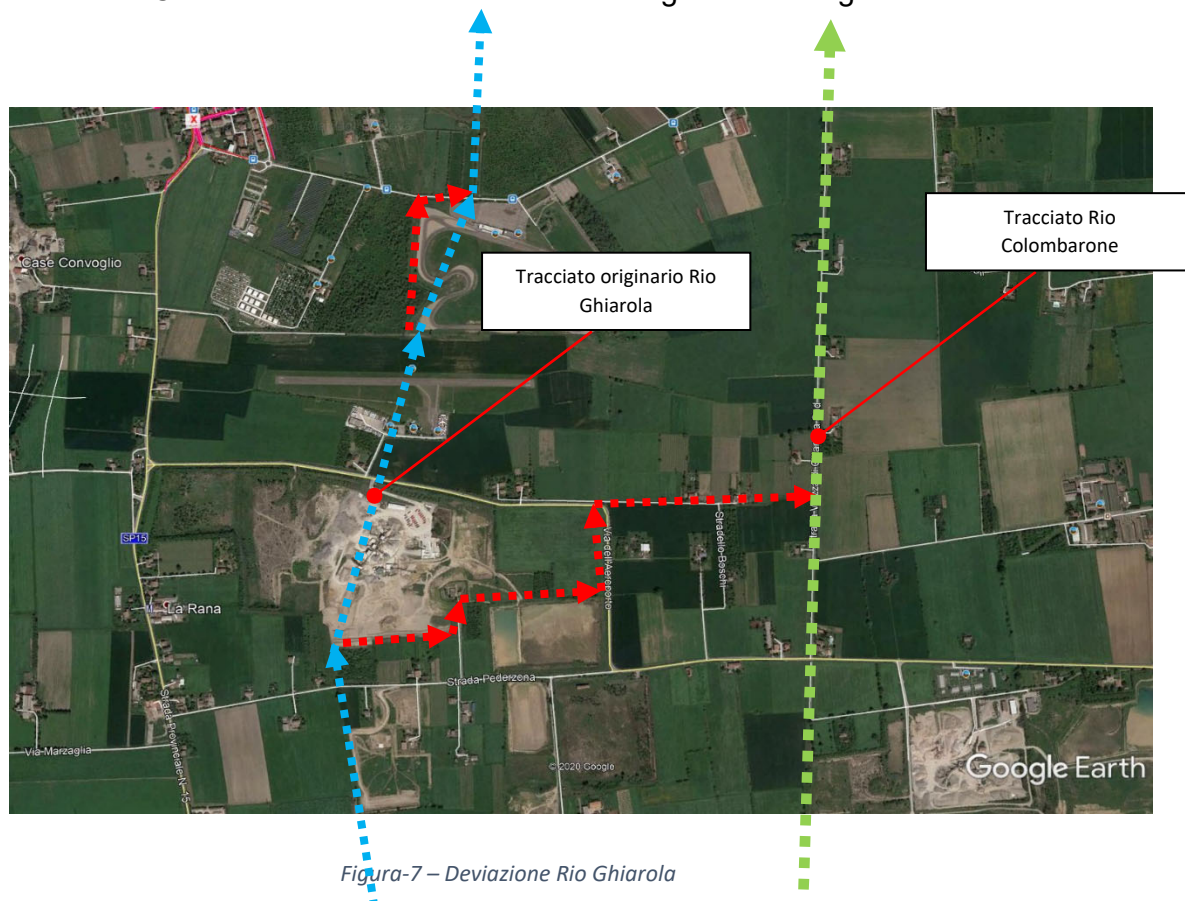 Tracciato Rio
Colombarone
Case Convoglio
Tracciato originario Rio
Ghiarola
SP15
Via dell'Aeroporto
Stradello Boschi
La Rana
Strada Pederzona
Strada Provinciale N. 15
Via Marzaglia
© 2020 Google
Google Earth
Figura-7 – Deviazione Rio Ghiarola